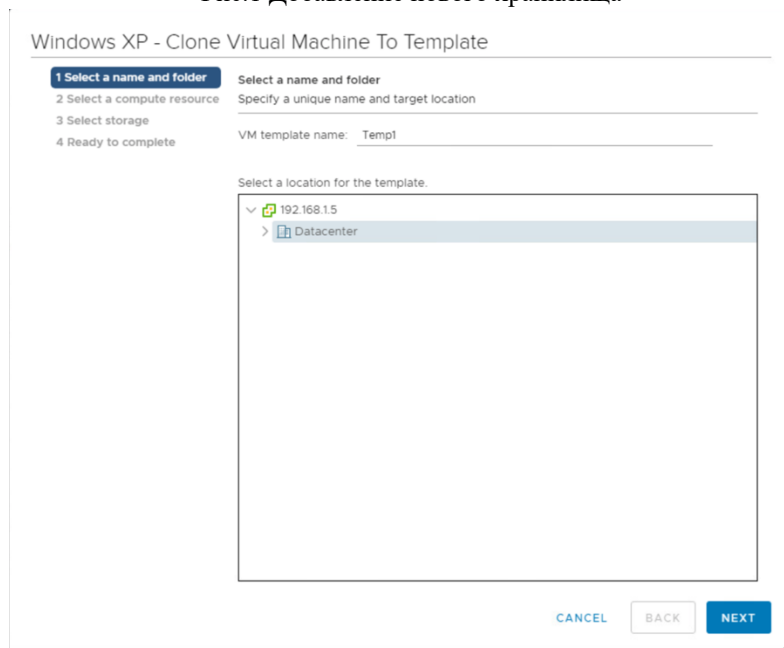 Windows XP - Clone Virtual Machine To Template
1 Select a name and folder
2 Select a compute resource
3 Select storage
4 Ready to complete
Select a name and folder
Specify a unique name and target location
VM template name: Temp1
Select a location for the template.
192.168.1.5
Datacenter
CANCEL
BACK
NEXT